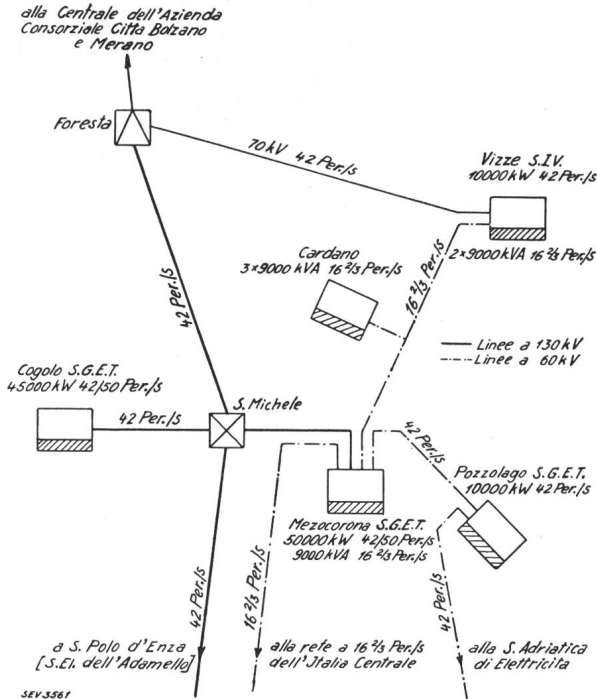 alla Centrale dell'Azienda
Consorziale Citta Bolzano
e Merano
Foresta
70 kV 42 Per./s
Vizze S.IV.
10000 kW 42 Per./s
2×9000 kVA 16 2/3 Per./s
Cardano
3×9000 kVA 16 2/3 Per./s
16 2/3 Per./s
42 Per./s
Linee a 130 kV
Linee a 60 kV
Cogolo S.G.E.T.
45000 kW 42/50 Per./s
42 Per./s
S. Michele
42 Per./s
Pozzolago S.G.E.T.
10000 kW 42 Per./s
Mezocorona S.G.E.T.
50000 kW 42/50 Per./s
9000 kVA 16 2/3 Per./s
42 Per./s
16 2/3 Per./s
42 Per./s
a S. Polo d'Enza
[S.El. dell'Adamello]
alla rete a 16 2/3 Per./s
dell'Italia Centrale
alla S. Adriatica
di Elettricita
SEV3561